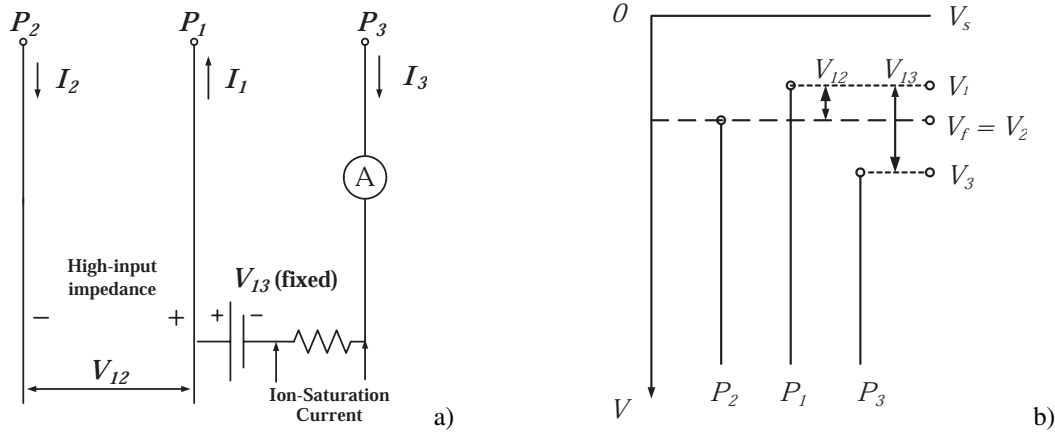 P2 P1 P3
I2 I1 I3
A
High-input
impedance
V13 (fixed)
− + + −
V12
Ion-Saturation
Current
a)
0 Vs
V12 V13
V1
Vf = V2
V3
V P2 P1 P3
b)